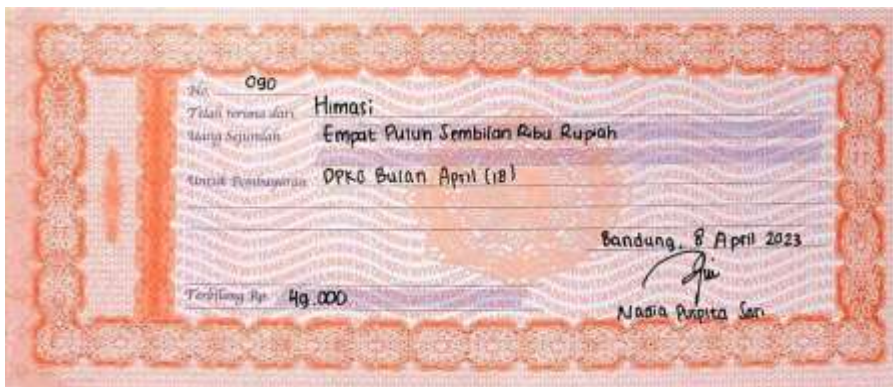 No. 090
Telah terima dari Himasi
Uang Sejumlah Empat Puluh Sembilan Ribu Rupiah
Untuk Pembayaran DPKO Bulan April (18)
Bandung, 8 April 2023
Terbilang Rp. 49.000
Nadia Puspita Sari